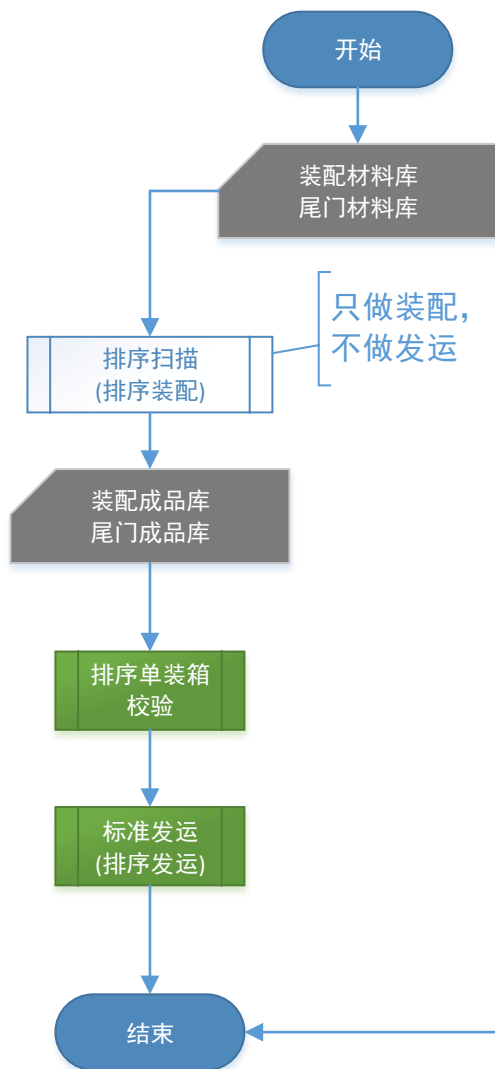 开始
装配材料库
尾门材料库
只做装配，
不做发运
排序扫描
(排序装配)
装配成品库
尾门成品库
排序单装箱
校验
标准发运
(排序发运)
结束